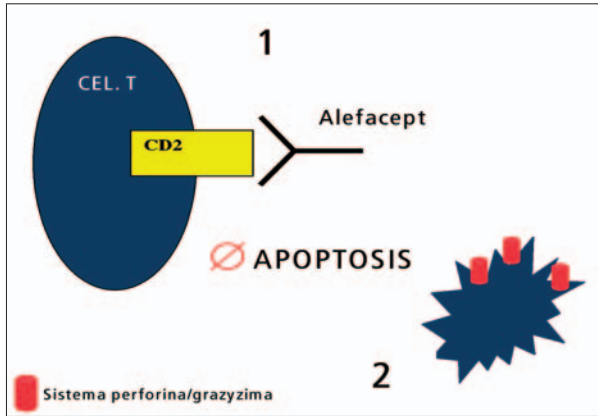 1
CEL. T
CD2
Alefacept
APOPTOSIS
2
Sistema perforina/grazyzima